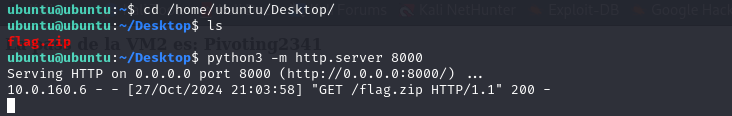 ubuntu@ubuntu:~$ cd /home/ubuntu/Desktop/ Forums Kali NetHunter Exploit-DB Google Hac
ubuntu@ubuntu:~/Desktop$ ls
flag.zip de la VM2 es: Pivoting2341
ubuntu@ubuntu:~/Desktop$ python3 -m http.server 8000
Serving HTTP on 0.0.0.0 port 8000 (http://0.0.0.0:8000/) ...
10.0.160.6 - - [27/Oct/2024 21:03:58] "GET /flag.zip HTTP/1.1" 200 -